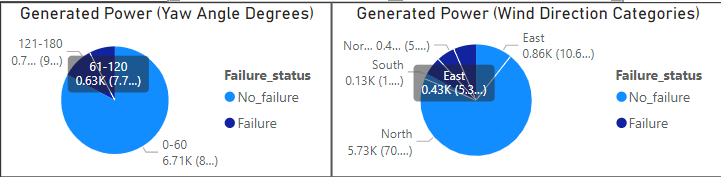 Generated Power (Yaw Angle Degrees)
121-180
0.7... (9...)
61-120
0.63K (7.7...)
Failure_status
No_failure
Failure
0-60
6.71K (8...)
Generated Power (Wind Direction Categories)
Nor... 0.4... (5....)
East
0.86K (10.6...)
South
0.13K (1....)
East
0.43K (5.3...)
Failure_status
No_failure
Failure
North
5.73K (70....)